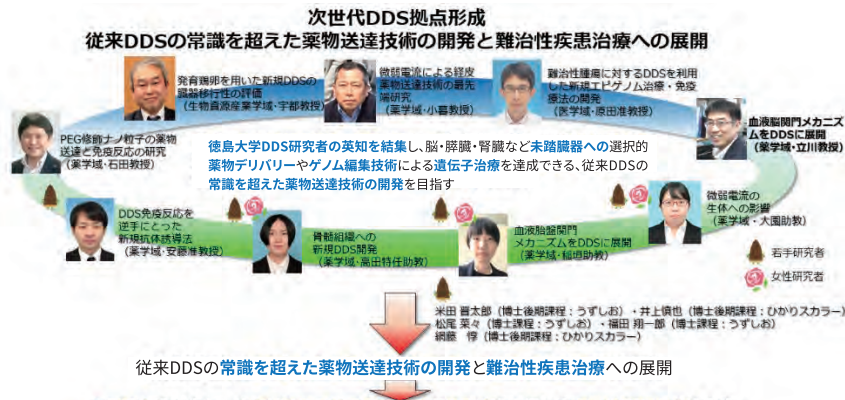 次世代DDS拠点形成
従来DDSの常識を超えた薬物送達技術の開発と難治性疾患治療への展開
発育鶏卵を用いた新規DDSの
臓器移行性の評価
(生物資源産業学域・宇都教授)
微弱電流による経皮
薬物送達技術の最先
端研究
(薬学域・小暮教授)
難治性腫瘍に対するDDSを利用
した新規エピゲノム治療・免疫
療法の開発
(医学域・原田准教授)
血液脳関門メカニズ
ムをDDSに展開
(薬学域・立川教授)
PEG修飾ナノ粒子の薬物
送達と免疫反応の研究
(薬学域・石田教授)
徳島大学DDS研究者の英知を結集し、脳・膵臓・腎臓など未踏臓器への選択的
薬物デリバリーやゲノム編集技術による遺伝子治療を達成できる、従来DDSの
常識を超えた薬物送達技術の開発を目指す
DDS免疫反応を
逆手にとった
新規抗体誘導法
(薬学域・安藤准教授)
骨髄組織への
新規DDS開発
(薬学域・高田特任助教)
血液胎盤関門
メカニズムをDDSに展開
(薬学域・稲垣助教)
微弱電流の
生体への影響
(薬学域・大園助教)
若手研究者
女性研究者
米田 晋太郎(博士後期課程:うずしお)・井上慎也(博士後期課程:ひかりスカラー)
松尾 菜々(博士課程:うずしお)・福田 翔一郎(博士課程:うずしお)
網藤 惇(博士後期課程:ひかりスカラー)
従来DDSの常識を超えた薬物送達技術の開発と難治性疾患治療への展開